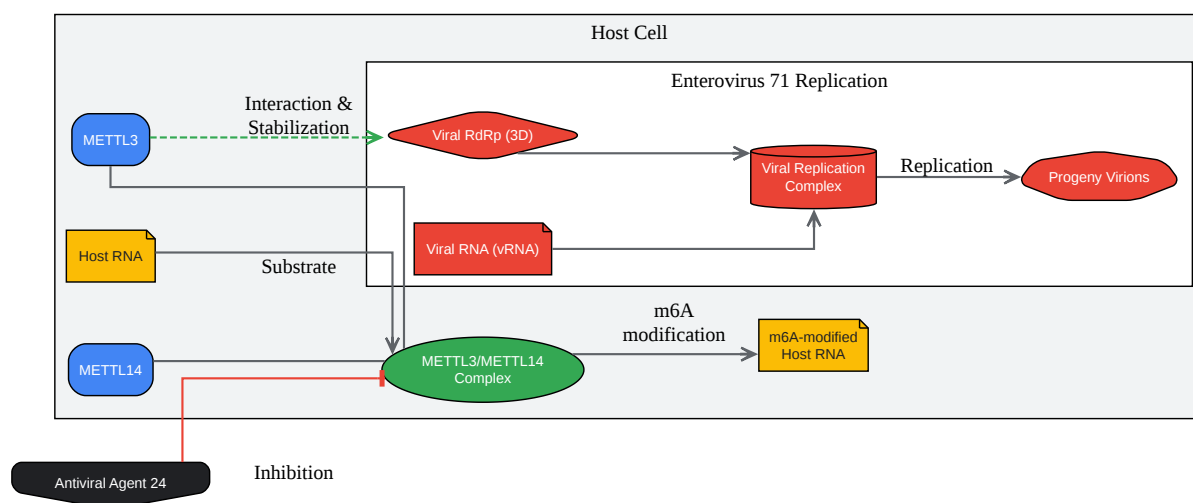 Host Cell
Enterovirus 71 Replication
Interaction &
Stabilization
METTL3
Viral RdRp (3D)
Viral Replication
Complex
Replication
Progeny Virions
Host RNA
Substrate
Viral RNA (vRNA)
m6A
modification
METTL14
METTL3/METTL14
Complex
m6A-modified
Host RNA
Antiviral Agent 24
Inhibition